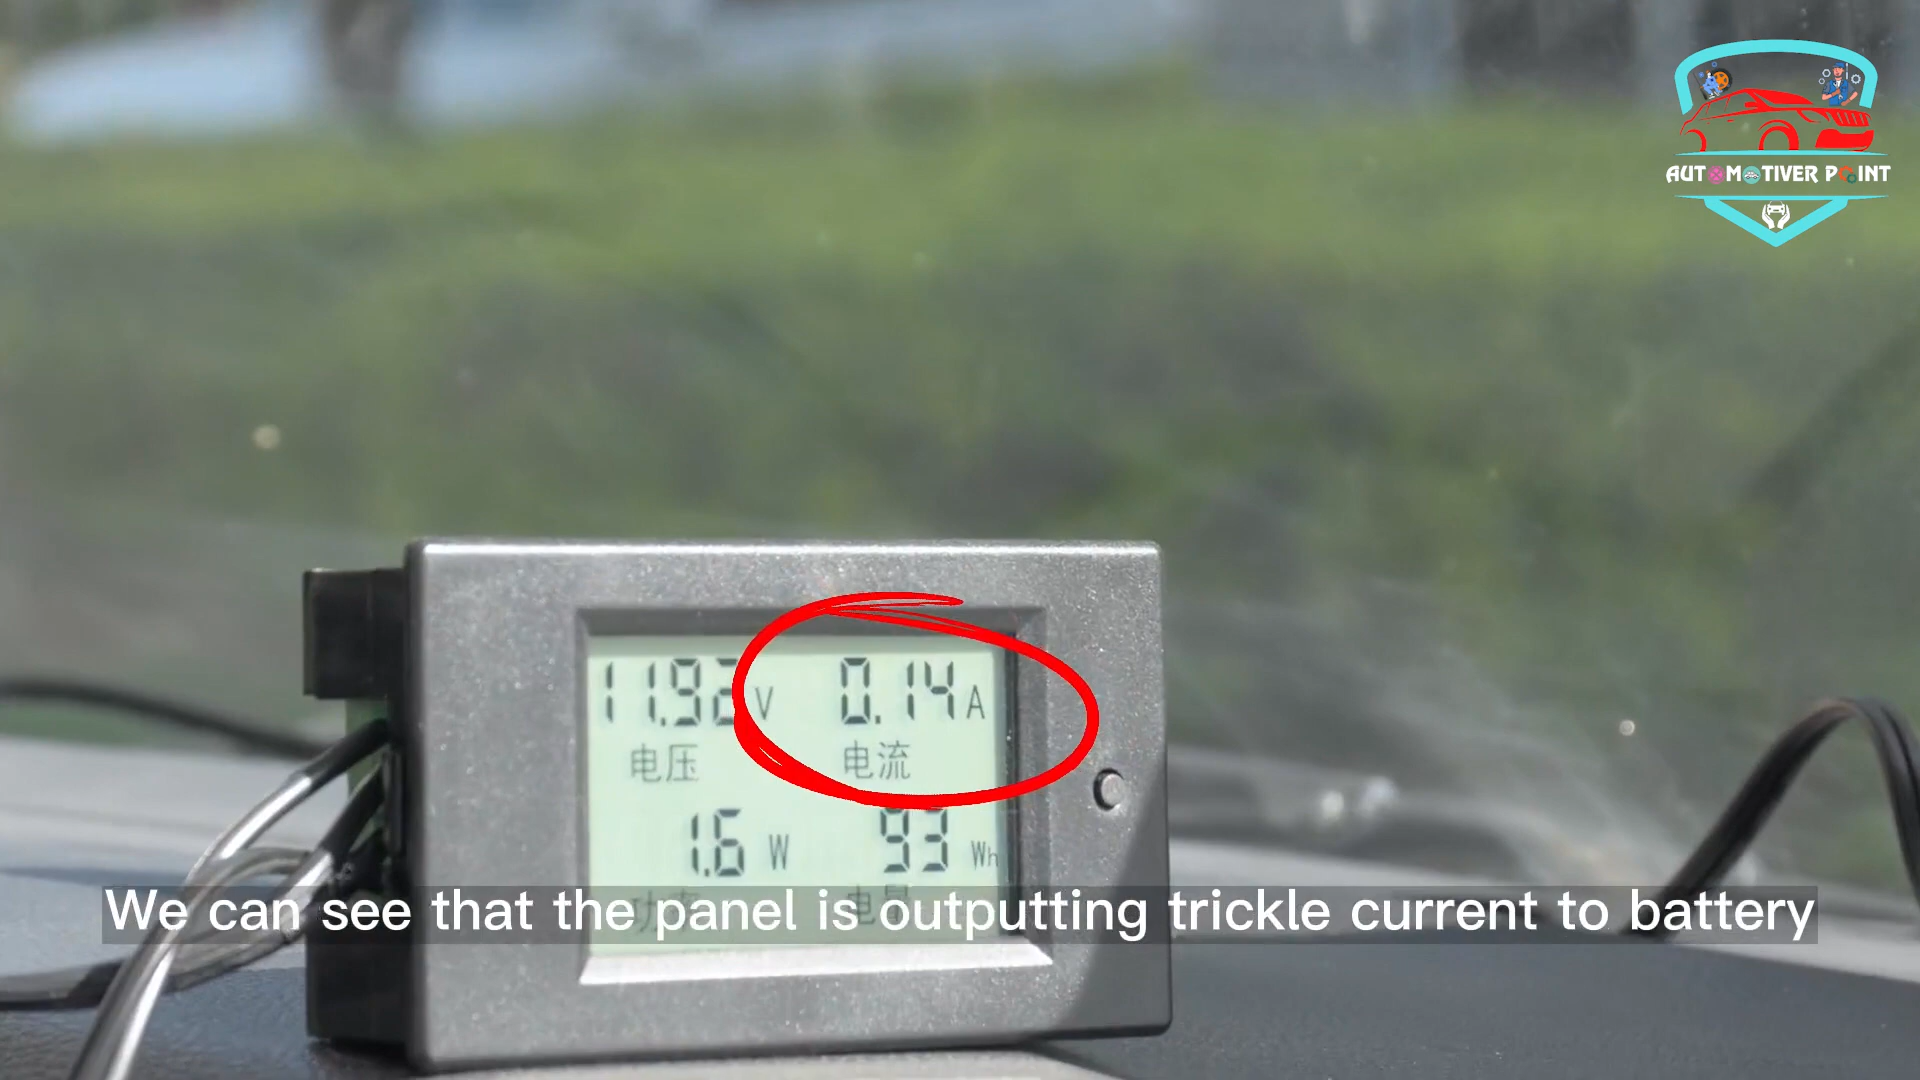 AUTOMOTIVER POINT
11.92 V 0.14 A
电压 电流
1.6 W 93 Wh
We can see that the panel is outputting trickle current to battery